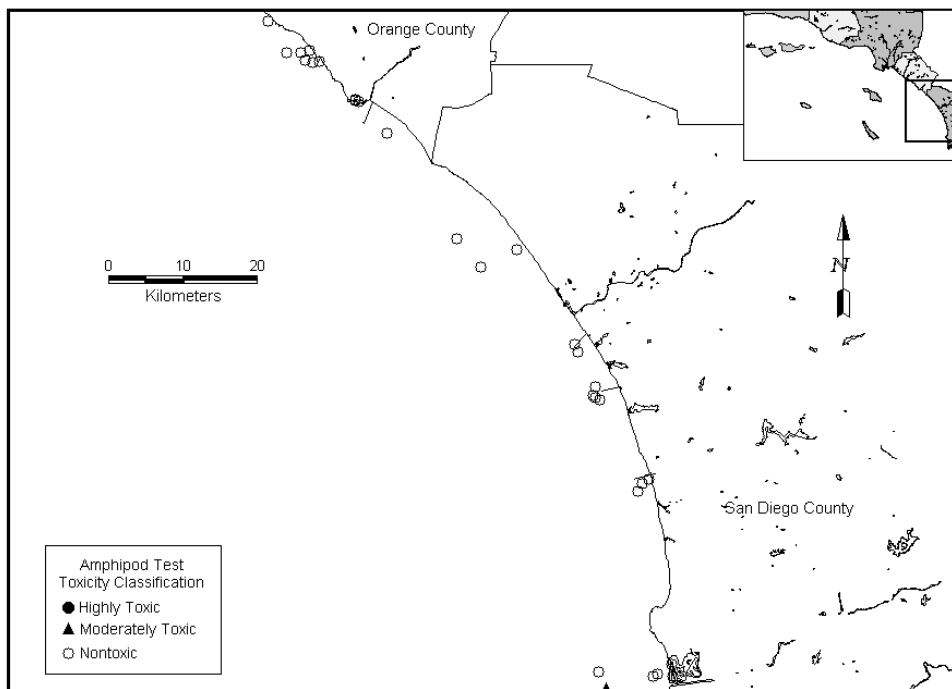 Orange County
0 10 20
Kilometers
N
San Diego County
Amphipod Test
Toxicity Classification
Highly Toxic
Moderately Toxic
Nontoxic